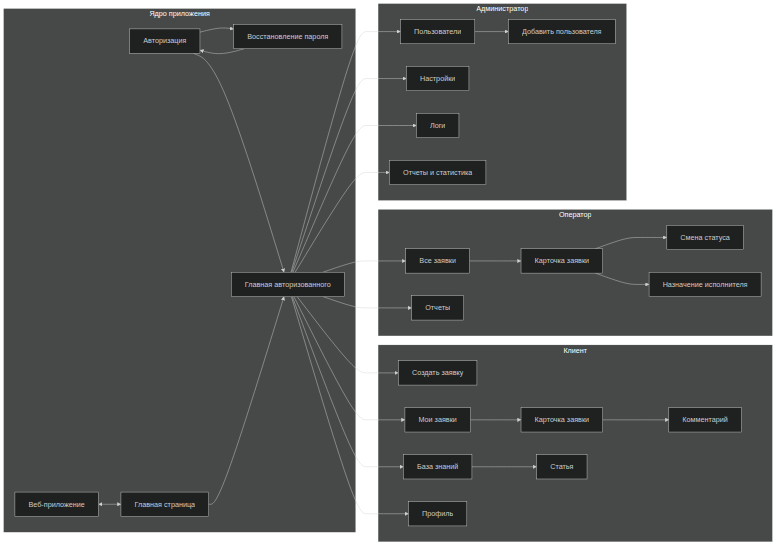 Ядро приложения
Авторизация
Восстановление пароля
Главная авторизованного
Веб-приложение
Главная страница
Администратор
Пользователи
Добавить пользователя
Настройки
Логи
Отчеты и статистика
Оператор
Все заявки
Карточка заявки
Смена статуса
Назначение исполнителя
Отчеты
Клиент
Создать заявку
Мои заявки
Карточка заявки
Комментарий
База знаний
Статья
Профиль